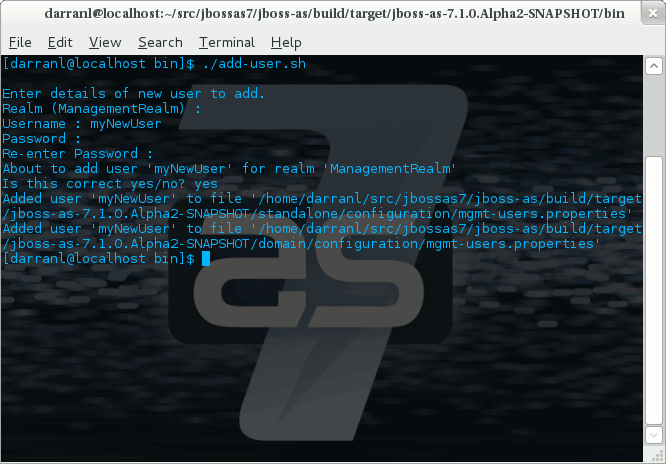 darranl@localhost:~/src/jbossas7/jboss-as/build/target/jboss-as-7.1.0.Alpha2-SNAPSHOT/bin
File Edit View Search Terminal Help
[darranl@localhost bin]$ ./add-user.sh
Enter details of new user to add.
Realm (ManagementRealm) :
Username : myNewUser
Password :
Re-enter Password :
About to add user 'myNewUser' for realm 'ManagementRealm'
Is this correct yes/no? yes
Added user 'myNewUser' to file '/home/darranl/src/jbossas7/jboss-as/build/target
/jboss-as-7.1.0.Alpha2-SNAPSHOT/standalone/configuration/mgmt-users.properties'
Added user 'myNewUser' to file '/home/darranl/src/jbossas7/jboss-as/build/target
/jboss-as-7.1.0.Alpha2-SNAPSHOT/domain/configuration/mgmt-users.properties'
[darranl@localhost bin]$
7
as